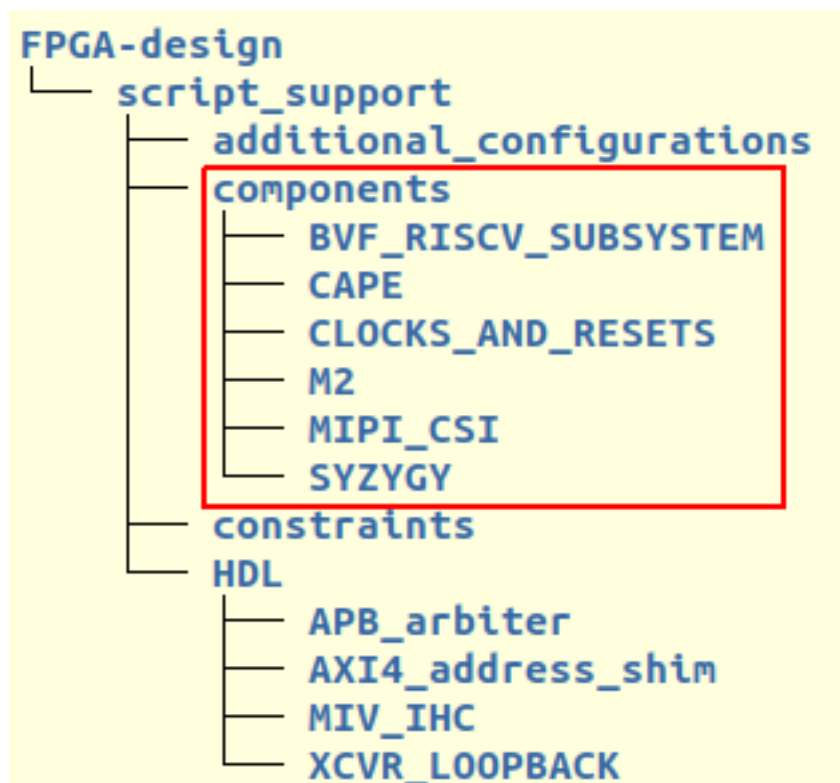 FPGA-design
script_support
additional_configurations
components
BVF_RISCV_SUBSYSTEM
CAPE
CLOCKS_AND_RESETS
M2
MIPI_CSI
SYZYGY
constraints
HDL
APB_arbiter
AXI4_address_shim
MIV_IHC
XCVR_LOOPBACK